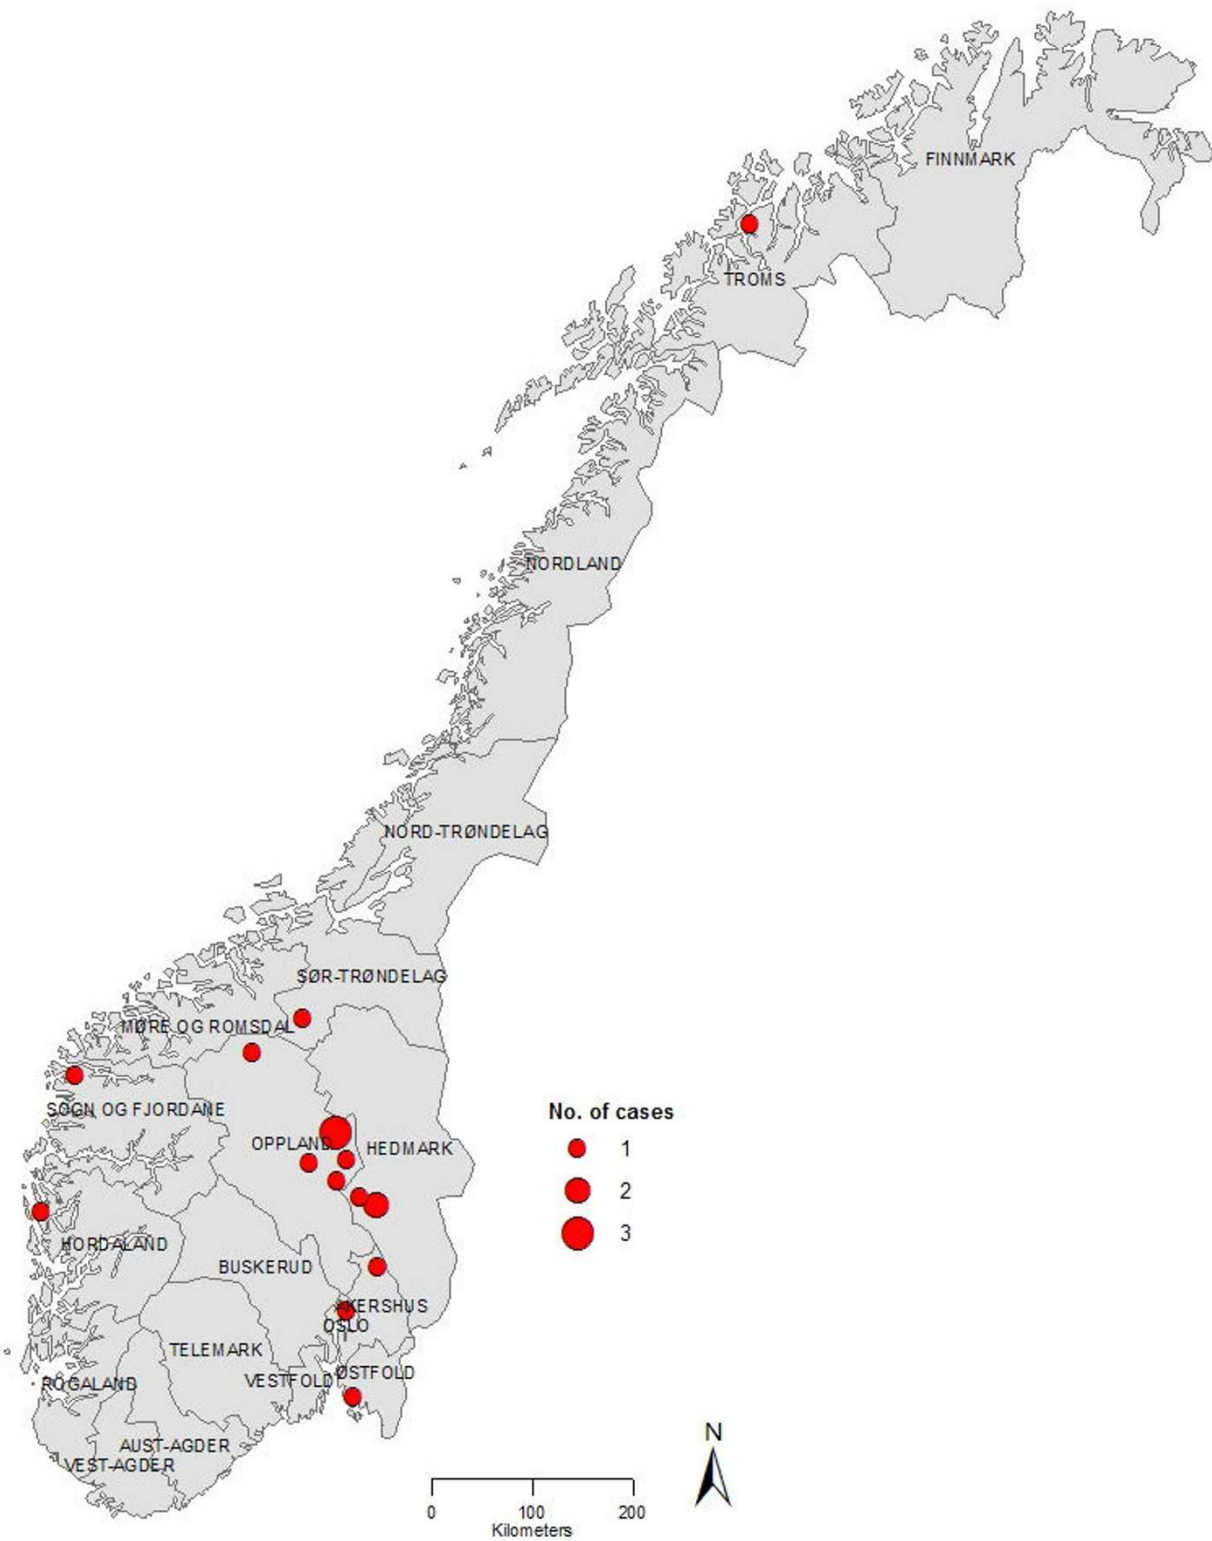 FINNMARK
TROMS
NORDLAND
NORD-TRØNDELAG
SØR-TRØNDELAG
MØRE OG ROMSDAL
SOGN OG FJORDANE
OPPLAND
HEDMARK
HORDALAND
BUSKERUD
AKERSHUS
OSLO
TELEMARK
VESTFOLD
ØSTFOLD
ROGALAND
AUST-AGDER
VEST-AGDER
No. of cases
1
2
3
N
0 100 200
Kilometers